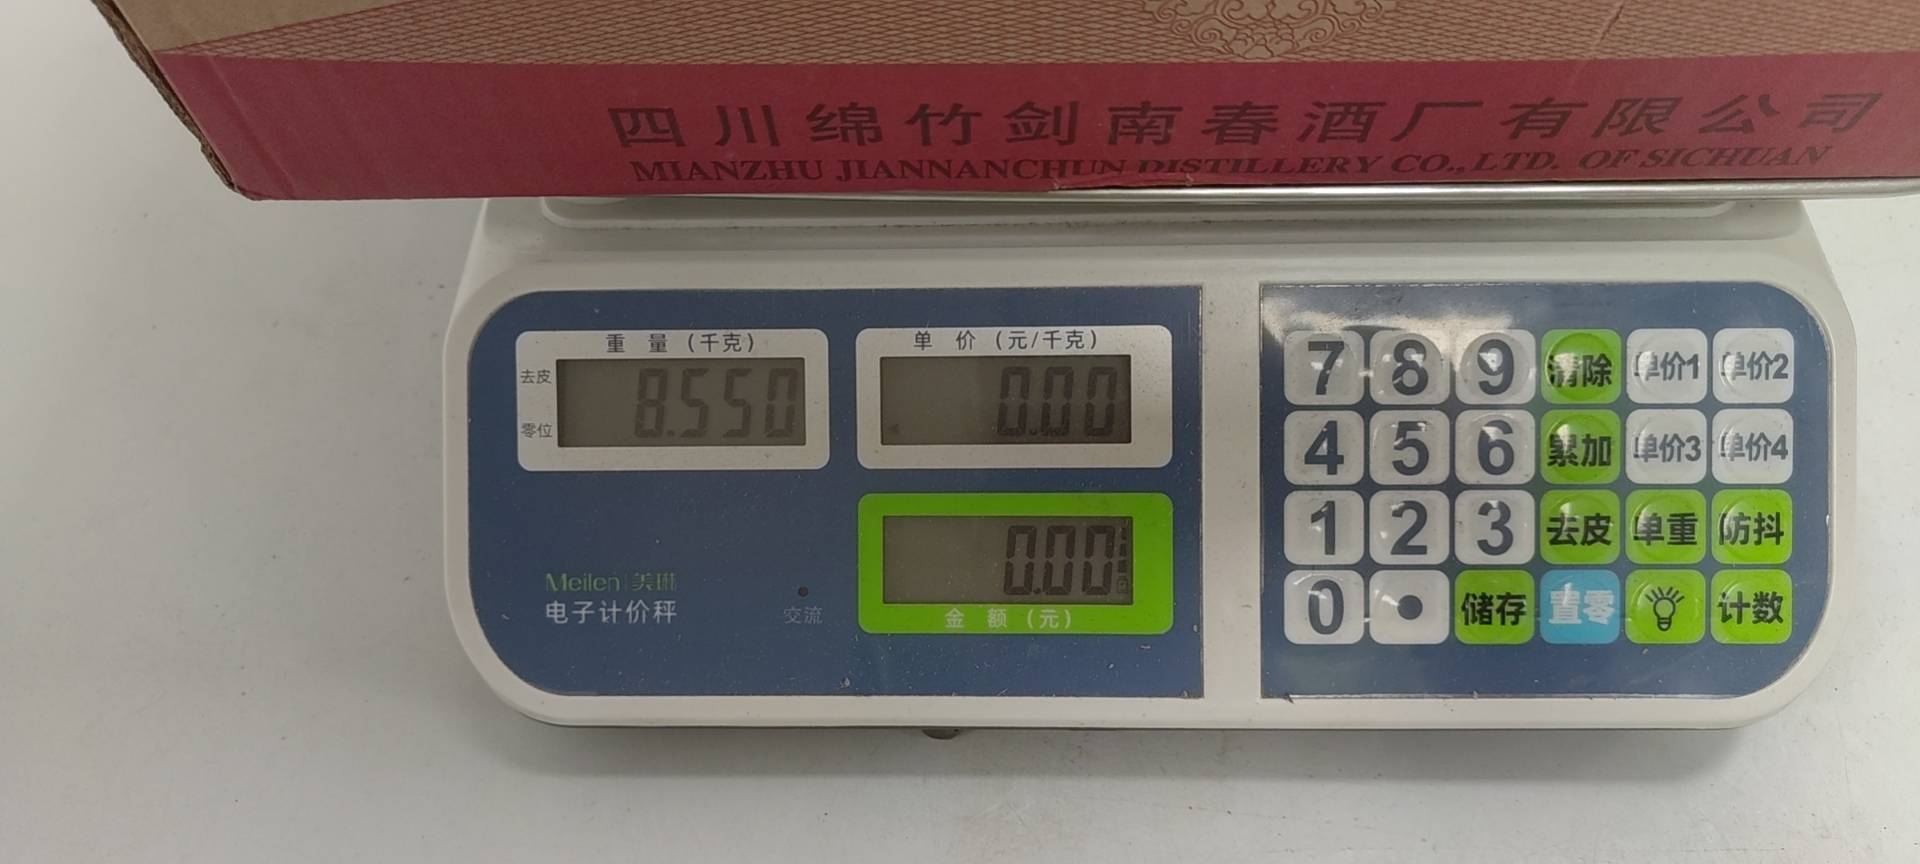 四川绵竹剑南春酒厂有限公司
MIANZHU JIANNANCHUN DISTILLERY CO.,LTD. OF SICHUAN
重 量 (千克)
去皮
零位
8.550
单 价 (元/千克)
0.00
0.00
金 额 (元)
Meilen 美琳
电子计价秤
交流
7 8 9 清除 单价1 单价2
4 5 6 累加 单价3 单价4
1 2 3 去皮 单重 防抖
0 . 储存 置零 计数